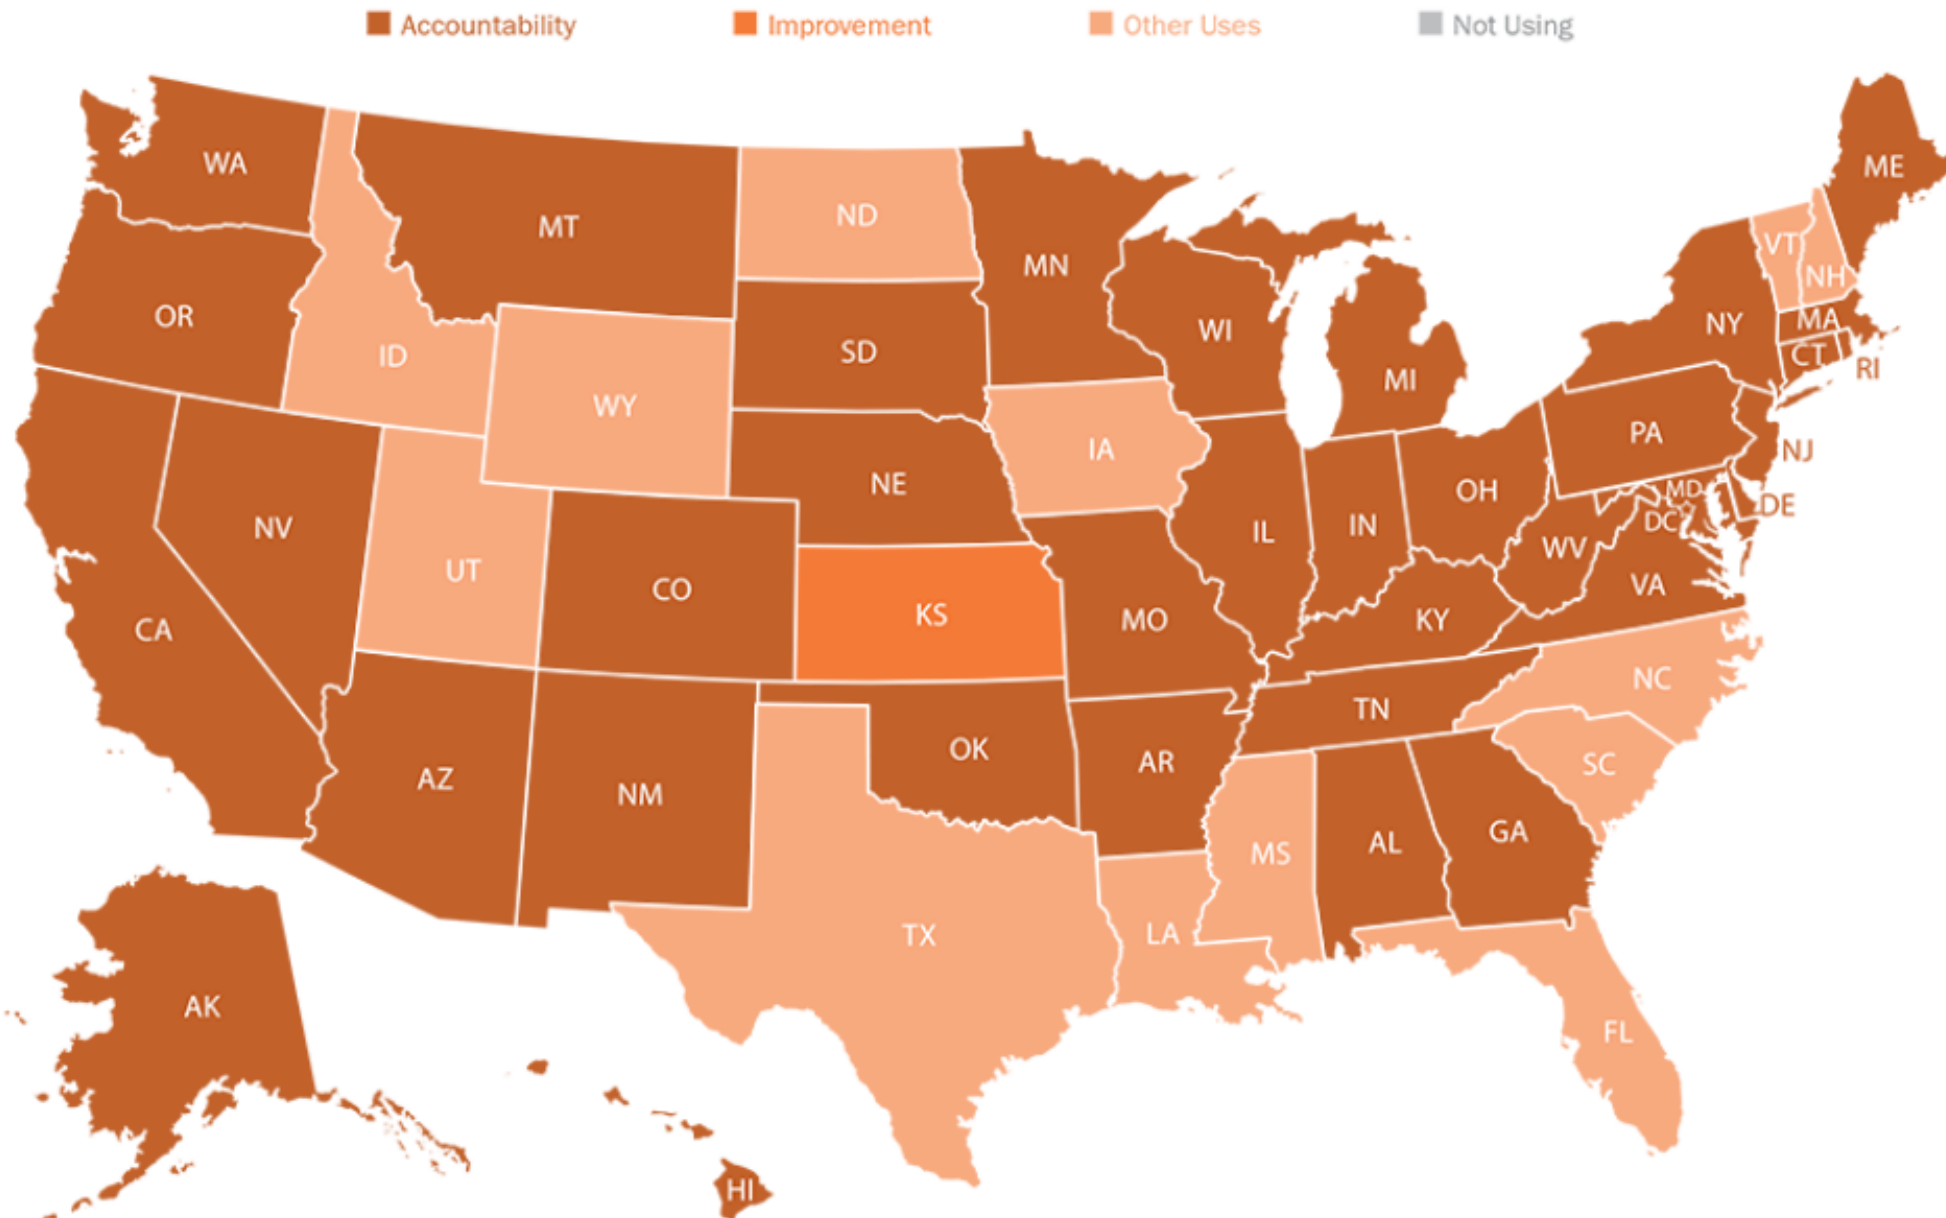 Accountability Improvement Other Uses Not Using
WA
MT
ND
MN
ME
VT
NH
OR
ID
WY
SD
WI
MI
NY
MA
CT
RI
IA
NE
PA
NJ
NV
UT
CO
KS
MO
IL
IN
OH
MD
DC
DE
WV
VA
CA
KY
NC
TN
SC
AZ
NM
OK
AR
TX
LA
MS
AL
GA
FL
AK
HI